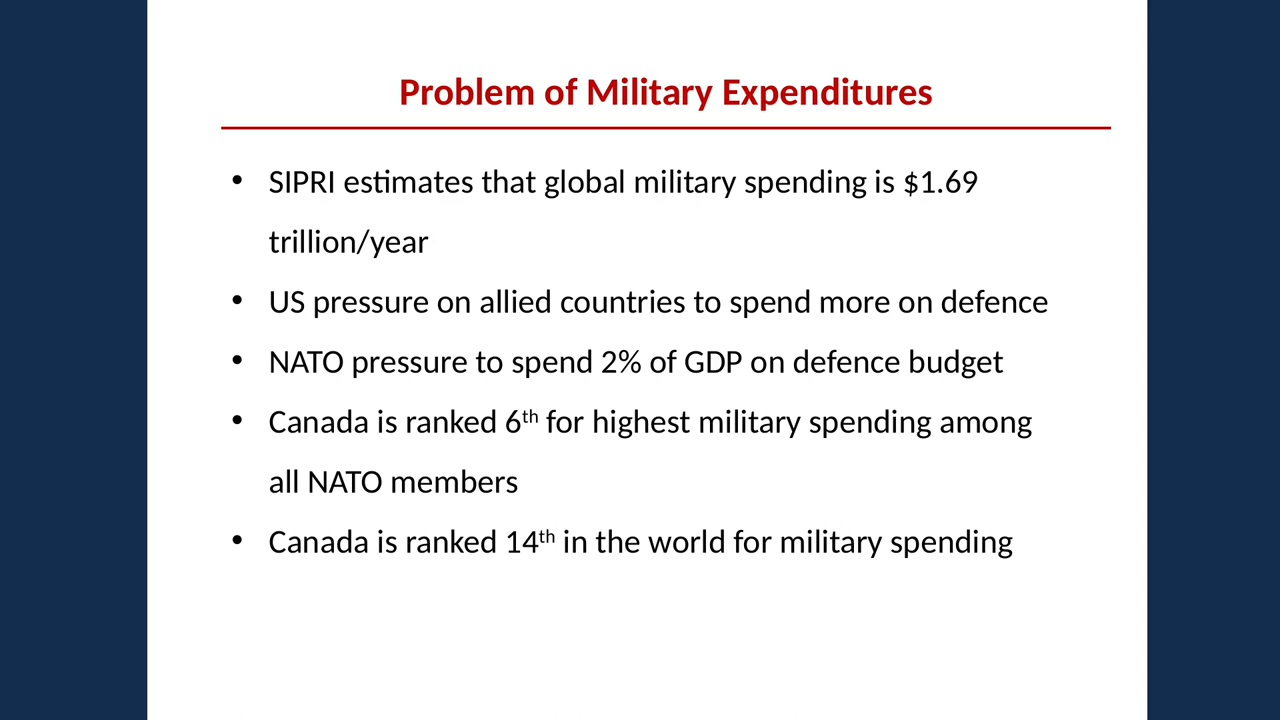 Problem of Military Expenditures
• SIPRI estimates that global military spending is $1.69
trillion/year
• US pressure on allied countries to spend more on defence
• NATO pressure to spend 2% of GDP on defence budget
• Canada is ranked 6th for highest military spending among
all NATO members
• Canada is ranked 14th in the world for military spending